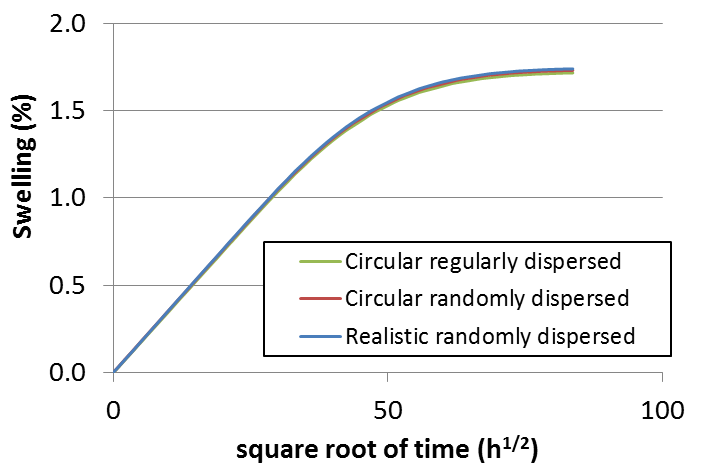 2.0
1.5
1.0
0.5
0.0
Swelling (%)
Circular regularly dispersed
Circular randomly dispersed
Realistic randomly dispersed
0 50 100
square root of time (h^1/2)